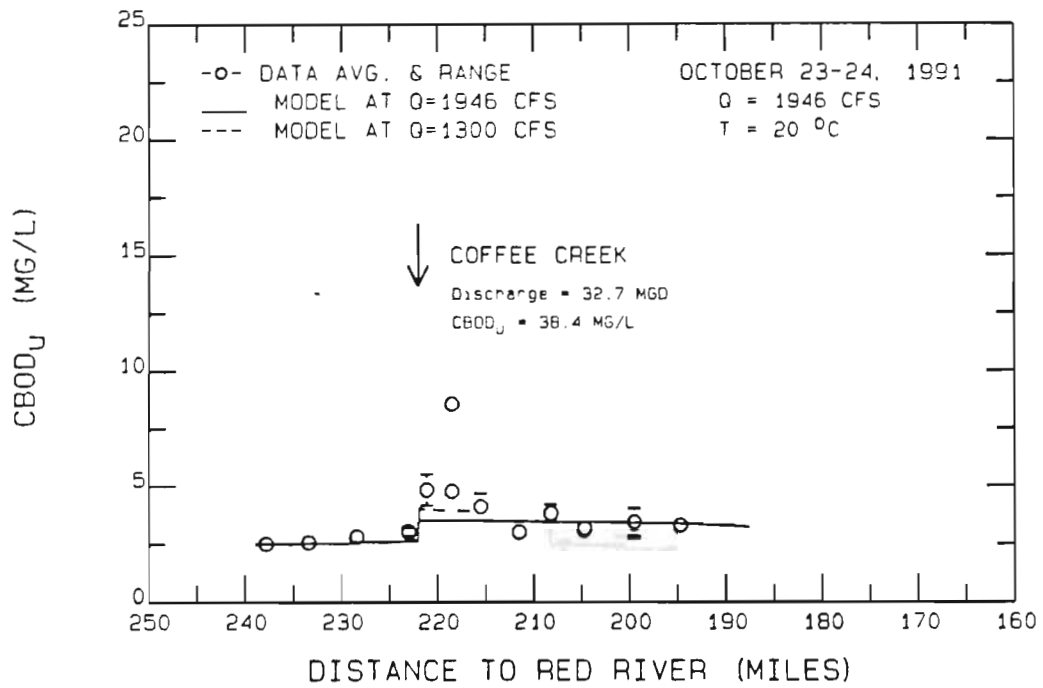 25
20
15
10
5
0
CBODU (MG/L)
-o- DATA AVG. & RANGE
MODEL AT Q=1946 CFS
MODEL AT Q=1300 CFS
OCTOBER 23-24, 1991
Q = 1946 CFS
T = 20 ºC
COFFEE CREEK
Discharge = 32.7 MGD
CBODU = 38.4 MG/L
250 240 230 220 210 200 190 180 170 160
DISTANCE TO RED RIVER (MILES)